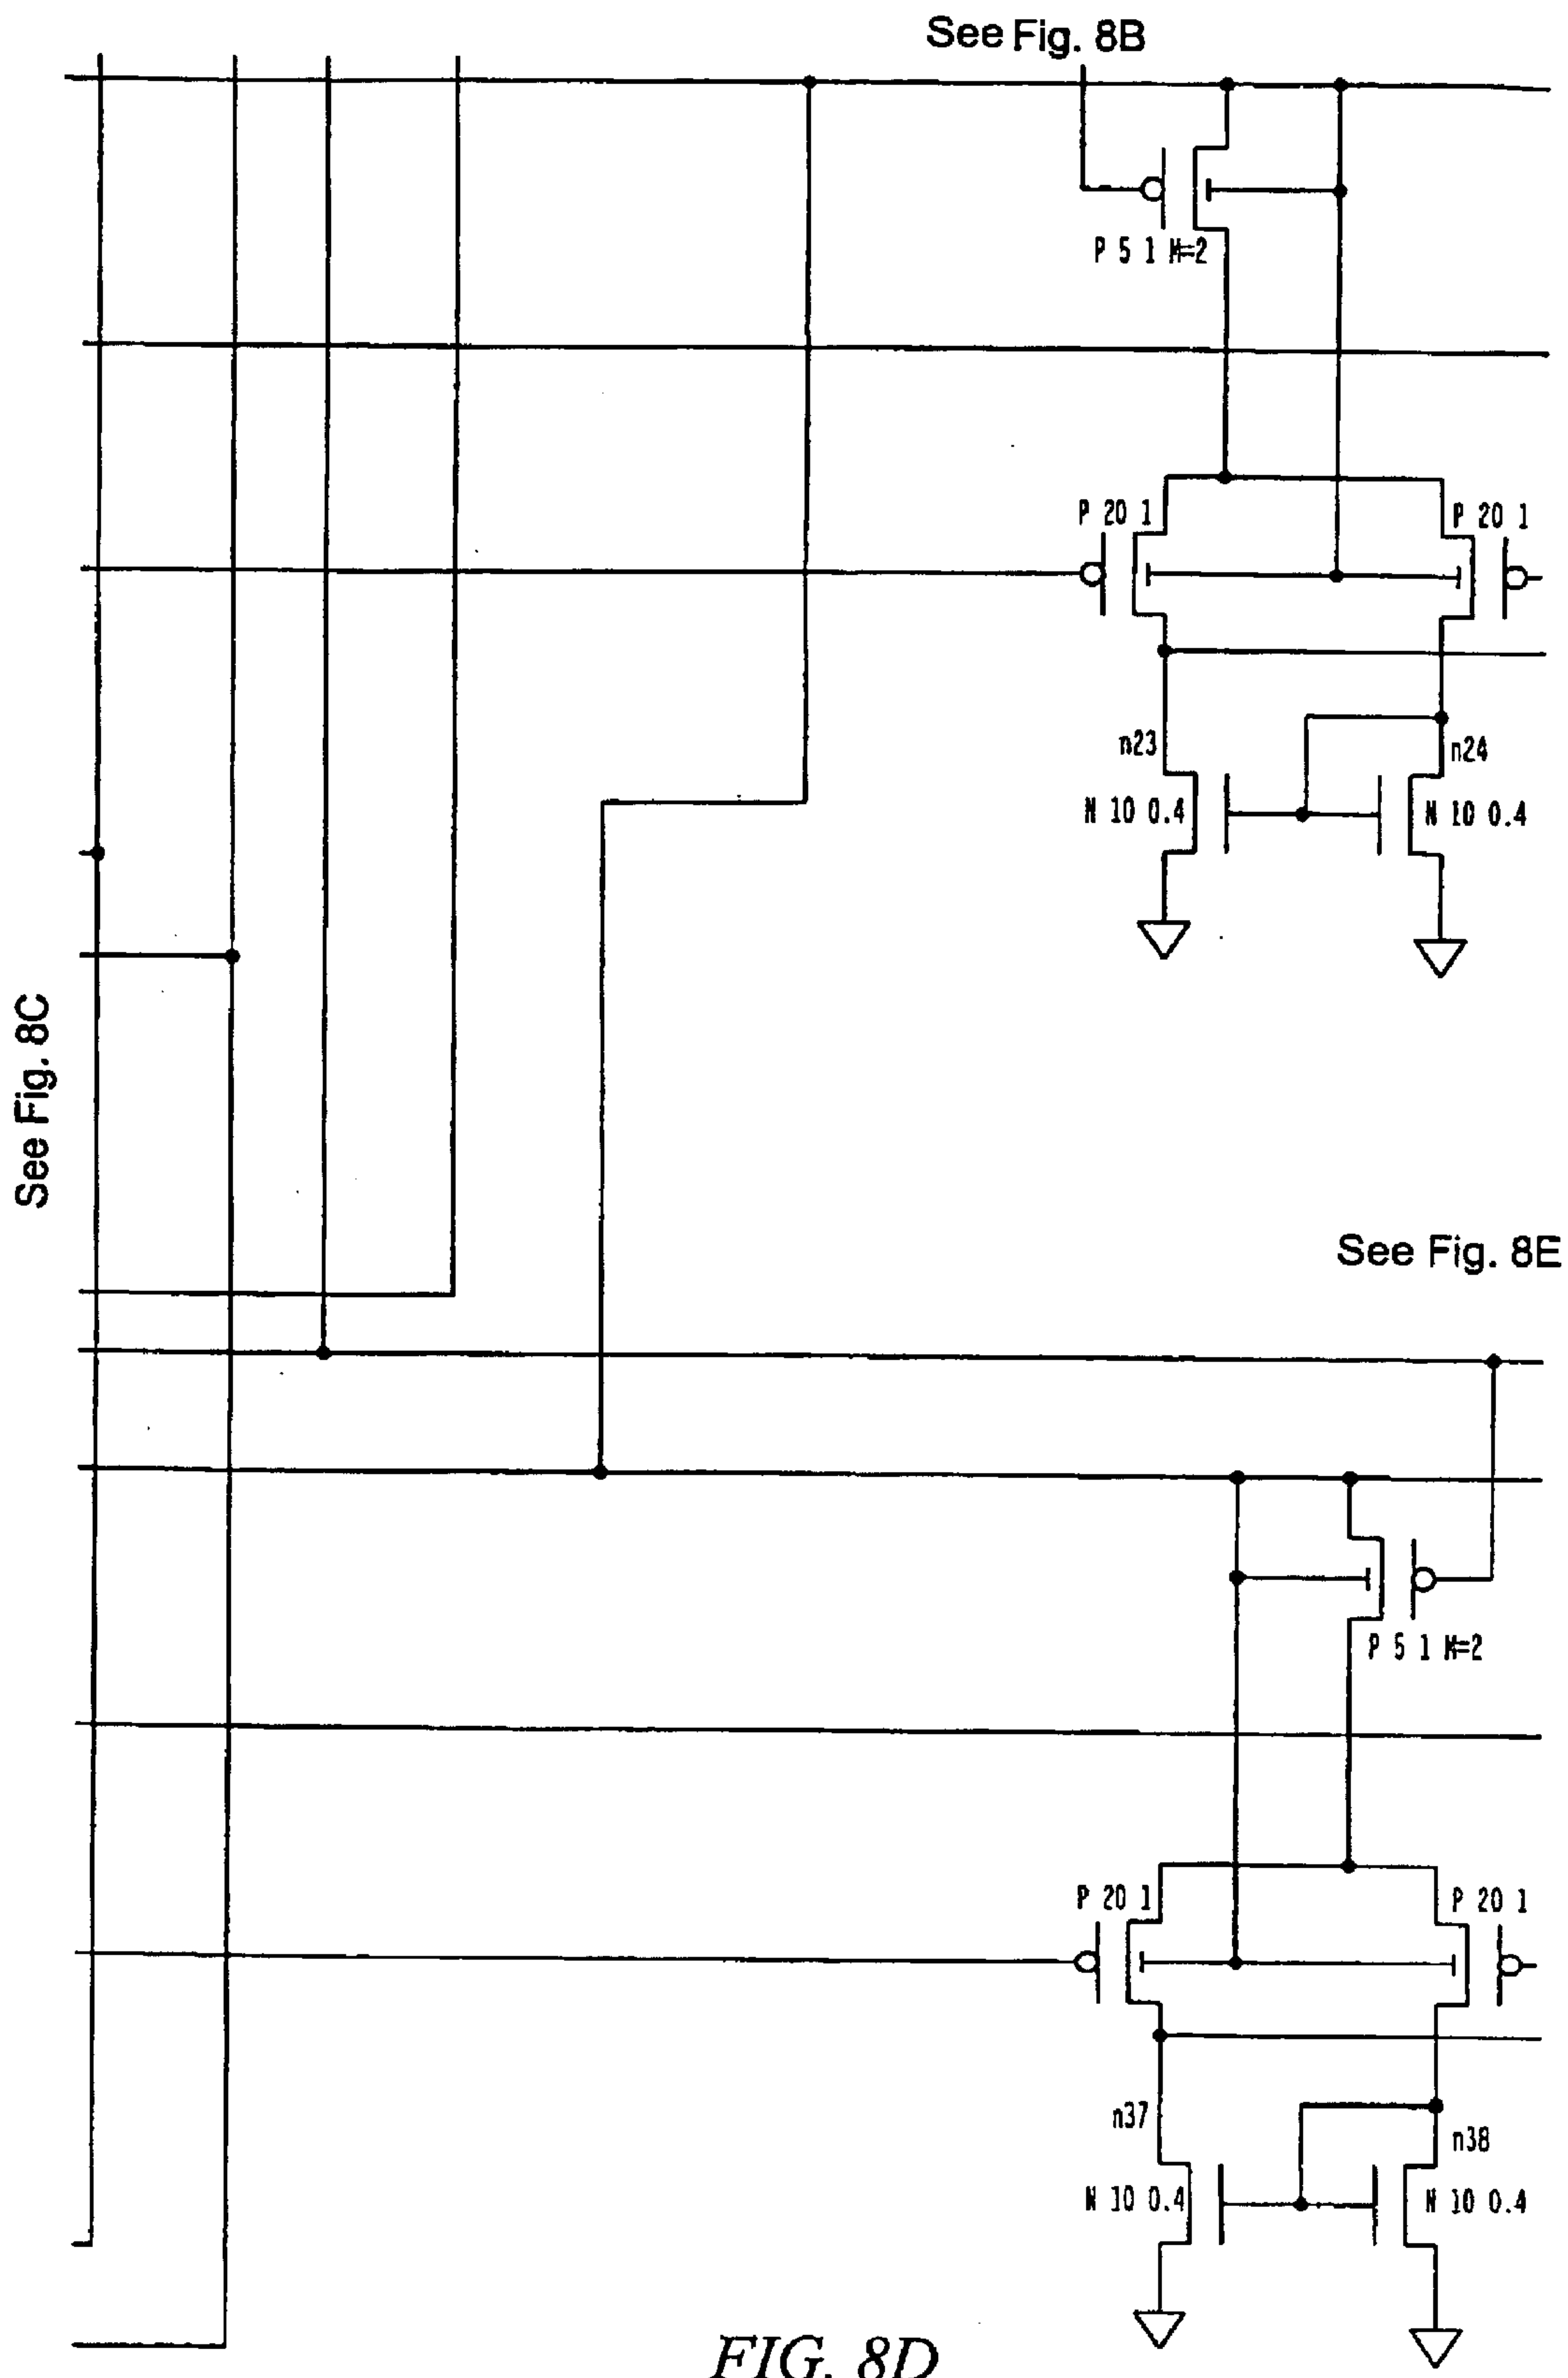 See Fig. 8B
P 5 1 M=2
P 20 1
P 20 1
n23
n24
N 10 0.4
N 10 0.4
See Fig. 8C
See Fig. 8E
P 5 1 M=2
P 20 1
P 20 1
n37
n38
N 10 0.4
N 10 0.4
FIG. 8D